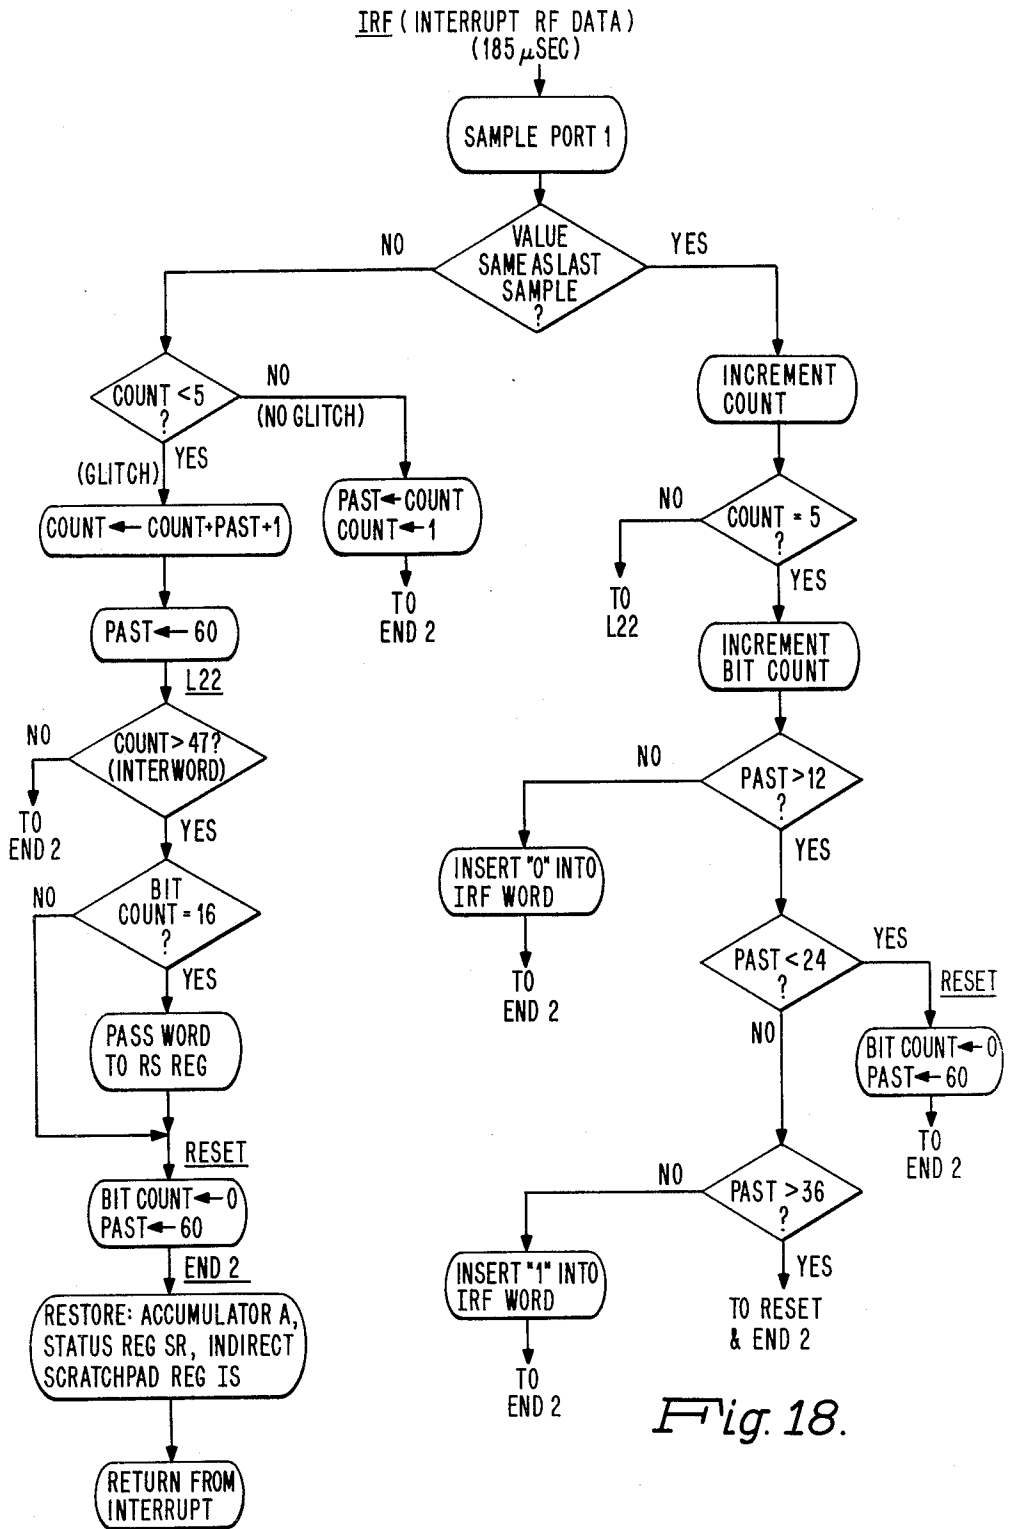 IRF (INTERRUPT RF DATA)
(185 μSEC)
SAMPLE PORT 1
VALUE
SAME AS LAST
SAMPLE
?
NO
YES
COUNT <5
?
NO
(NO GLITCH)
YES
(GLITCH)
COUNT ← COUNT+PAST+1
PAST ← COUNT
COUNT ← 1
TO
END 2
PAST ← 60
L22
COUNT > 47?
(INTERWORD)
NO
TO
END 2
YES
BIT
COUNT = 16
?
NO
YES
PASS WORD
TO RS REG
RESET
BIT COUNT ← 0
PAST ← 60
END 2
RESTORE: ACCUMULATOR A,
STATUS REG SR, INDIRECT
SCRATCHPAD REG IS
RETURN FROM
INTERRUPT
INCREMENT
COUNT
COUNT = 5
?
NO
TO
L22
YES
INCREMENT
BIT COUNT
PAST > 12
?
NO
INSERT "0" INTO
IRF WORD
TO
END 2
YES
PAST < 24
?
YES
RESET
BIT COUNT ← 0
PAST ← 60
TO
END 2
NO
PAST > 36
?
NO
INSERT "1" INTO
IRF WORD
TO
END 2
YES
TO RESET
& END 2
Fig. 18.